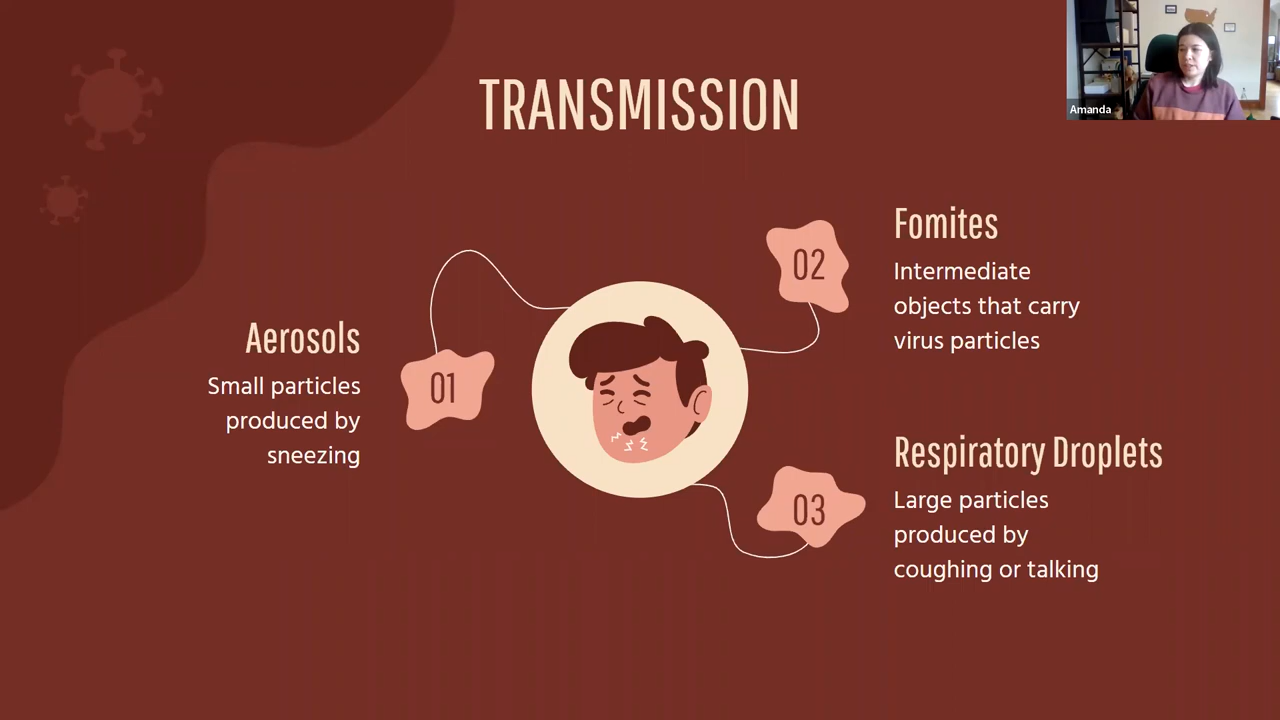 TRANSMISSION
Amanda
01
Aerosols
Small particles
produced by
sneezing
02
Fomites
Intermediate
objects that carry
virus particles
03
Respiratory Droplets
Large particles
produced by
coughing or talking